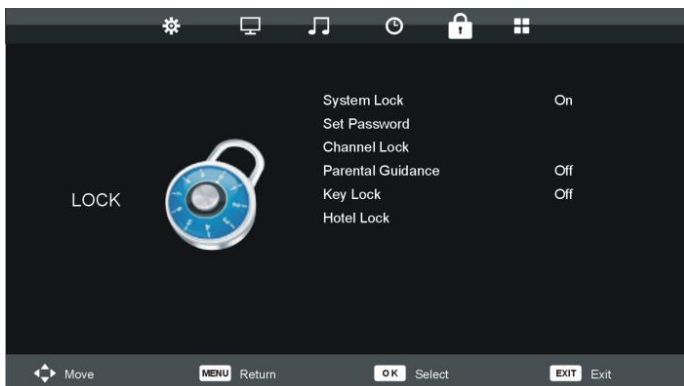 System Lock On
Set Password
Channel Lock
Parental Guidance Off
LOCK
Key Lock Off
Hotel Lock
Move MENU Return OK Select EXIT Exit